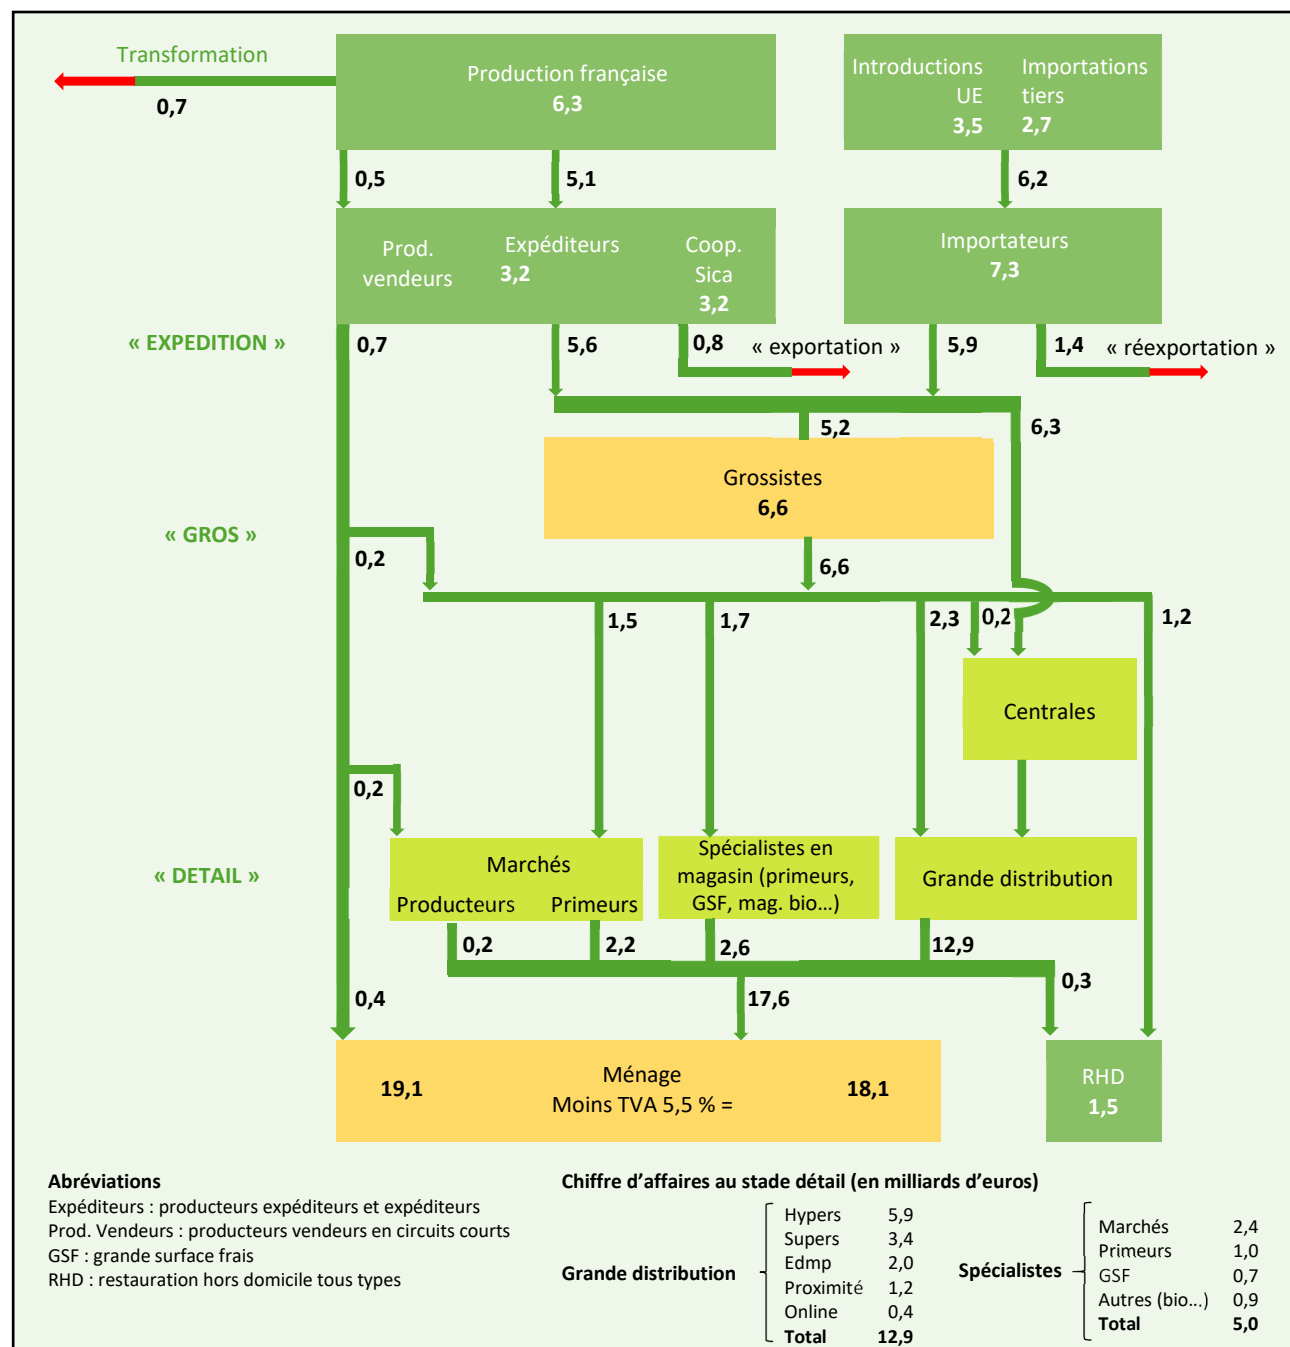 Transformation
0,7
Production française
6,3
Introductions UE
3,5
Importations tiers
2,7
0,5
5,1
6,2
Prod. vendeurs
Expéditeurs
3,2
Coop. Sica
3,2
Importateurs
7,3
« EXPEDITION »
0,7
5,6
0,8
« exportation »
5,9
1,4
« réexportation »
5,2
6,3
Grossistes
6,6
« GROS »
0,2
6,6
1,5
1,7
2,3
0,2
1,2
Centrales
0,2
« DETAIL »
Marchés
Producteurs
Primeurs
Spécialistes en
magasin (primeurs,
GSF, mag. bio…)
Grande distribution
0,2
2,2
2,6
12,9
0,4
17,6
0,3
19,1
Ménage
Moins TVA 5,5 % =
18,1
RHD
1,5
Abréviations
Expéditeurs : producteurs expéditeurs et expéditeurs
Prod. Vendeurs : producteurs vendeurs en circuits courts
GSF : grande surface frais
RHD : restauration hors domicile tous types
Chiffre d’affaires au stade détail (en milliards d’euros)
Grande distribution
Hypers 5,9
Supers 3,4
Edmp 2,0
Proximité 1,2
Online 0,4
Total 12,9
Spécialistes
Marchés 2,4
Primeurs 1,0
GSF 0,7
Autres (bio…) 0,9
Total 5,0